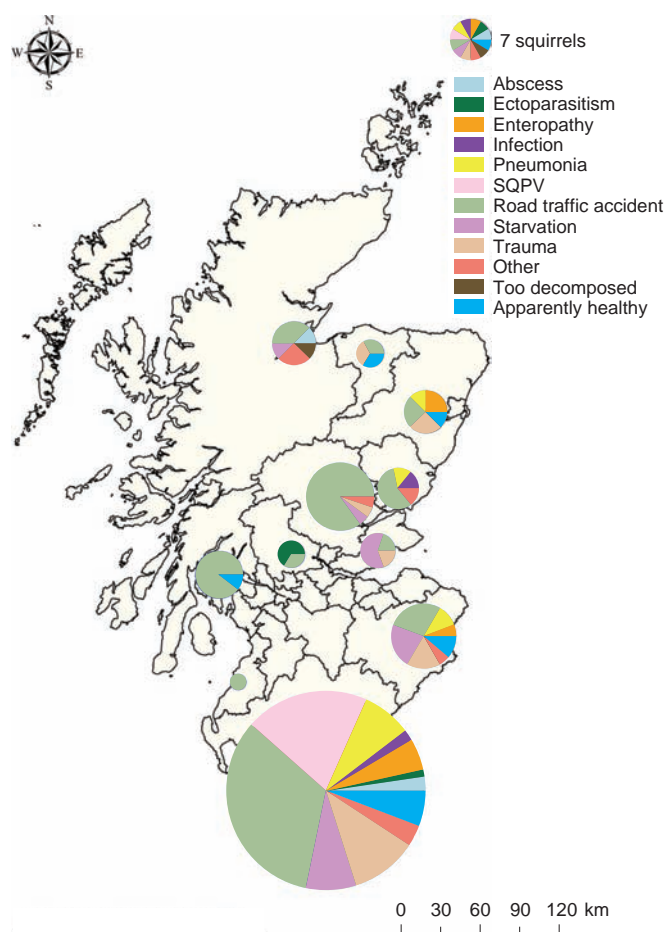 N
W E
S
7 squirrels
Abscess
Ectoparasitism
Enteropathy
Infection
Pneumonia
SQPV
Road traffic accident
Starvation
Trauma
Other
Too decomposed
Apparently healthy
0 30 60 90 120 km